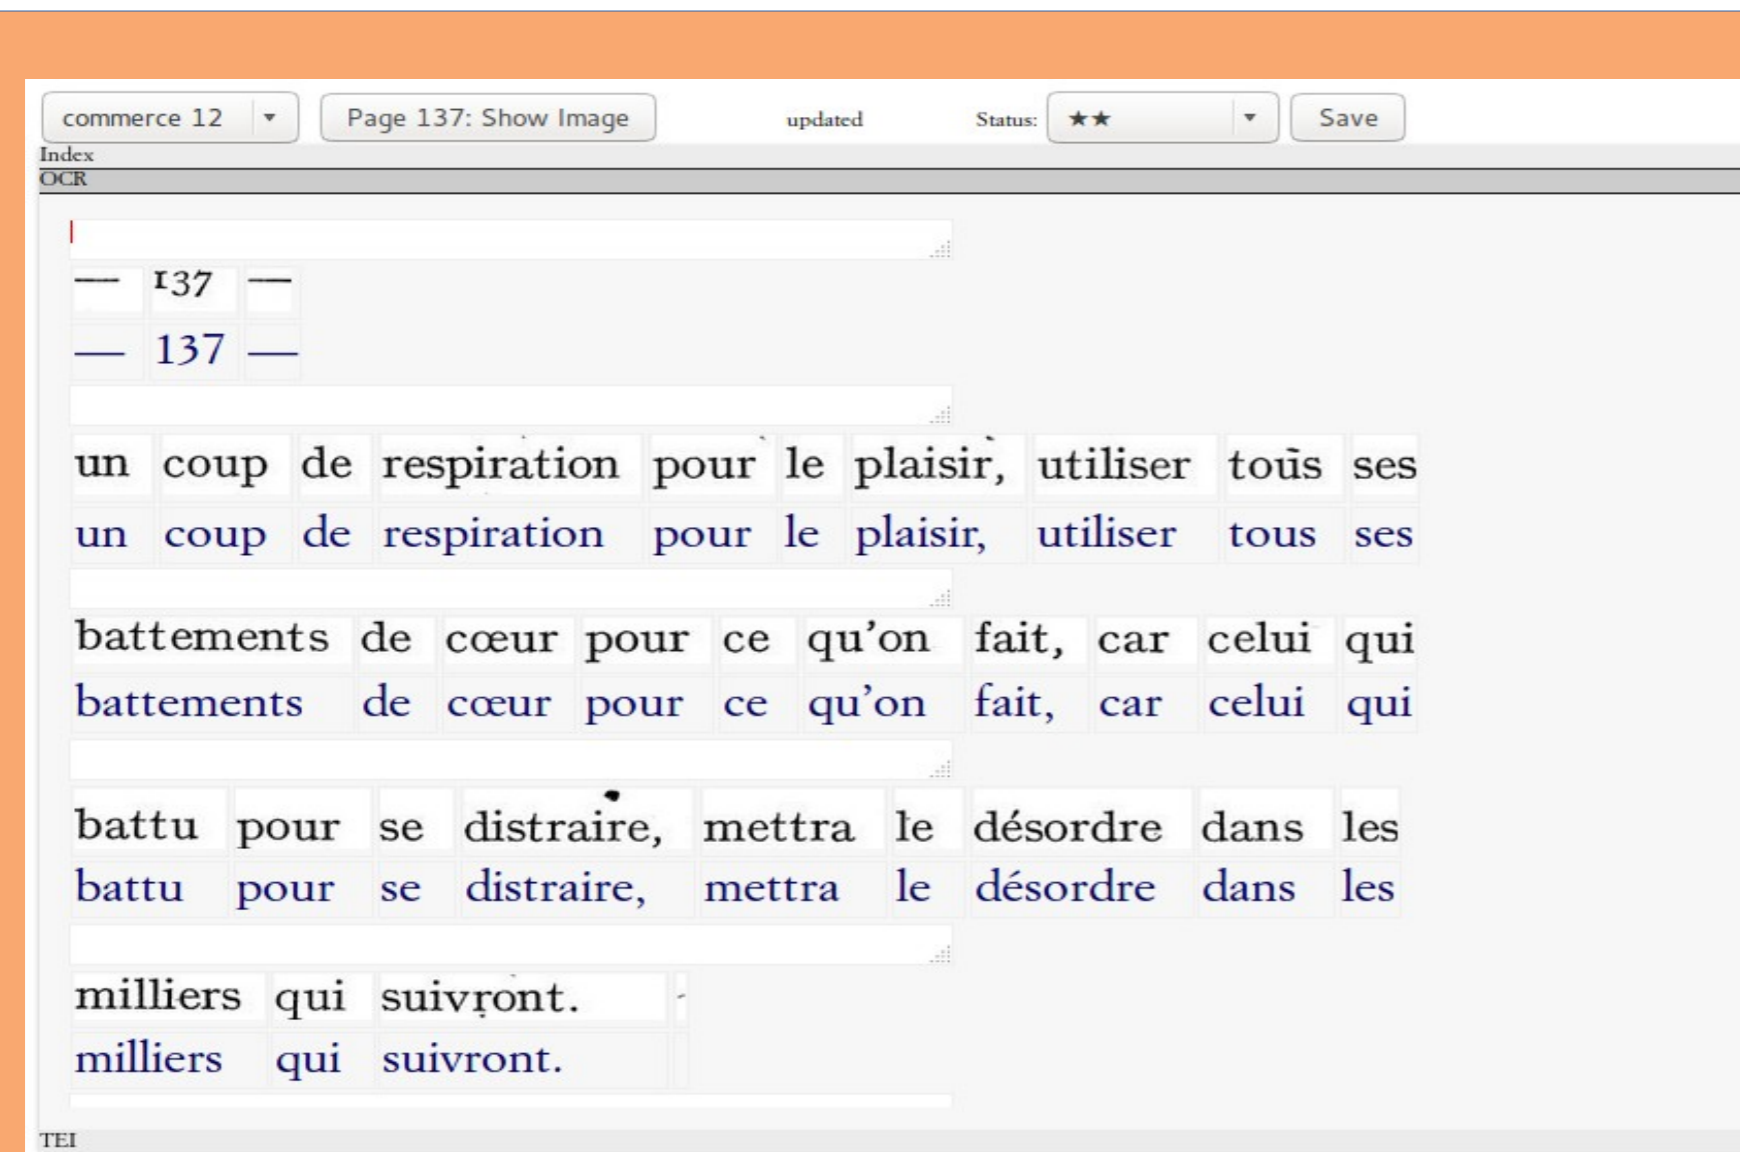 commerce 12 Page 137: Show Image updated Status: ★★ Save
Index
OCR
— 137 —
— 137 —
un coup de respiration pour le plaisir, utiliser tous ses
un coup de respiration pour le plaisir, utiliser tous ses
battements de cœur pour ce qu’on fait, car celui qui
battements de cœur pour ce qu’on fait, car celui qui
battu pour se distraire, mettra le désordre dans les
battu pour se distraire, mettra le désordre dans les
milliers qui suivront.
milliers qui suivront.
TEI